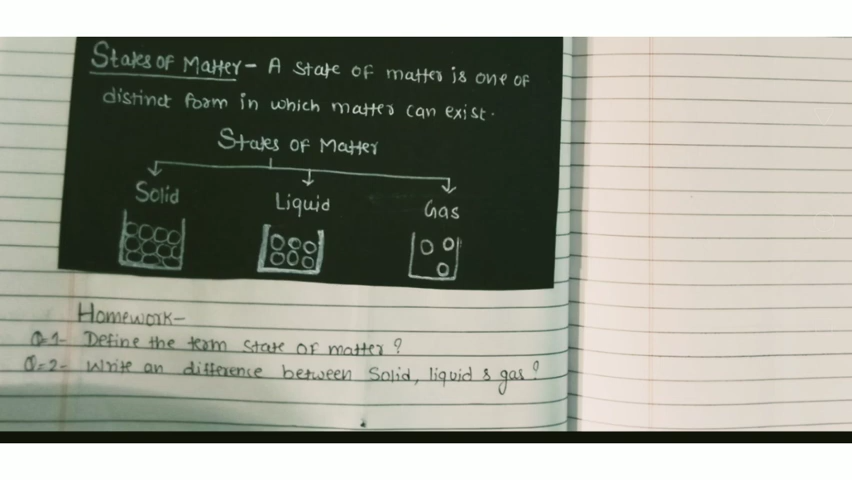 States of Matter - A state of matter is one of
distinct form in which matter can exist.
States of Matter
Solid
Liquid
Gas
Homework-
Q-1- Define the term state of matter ?
Q-2- Write an difference between Solid, liquid & gas ?